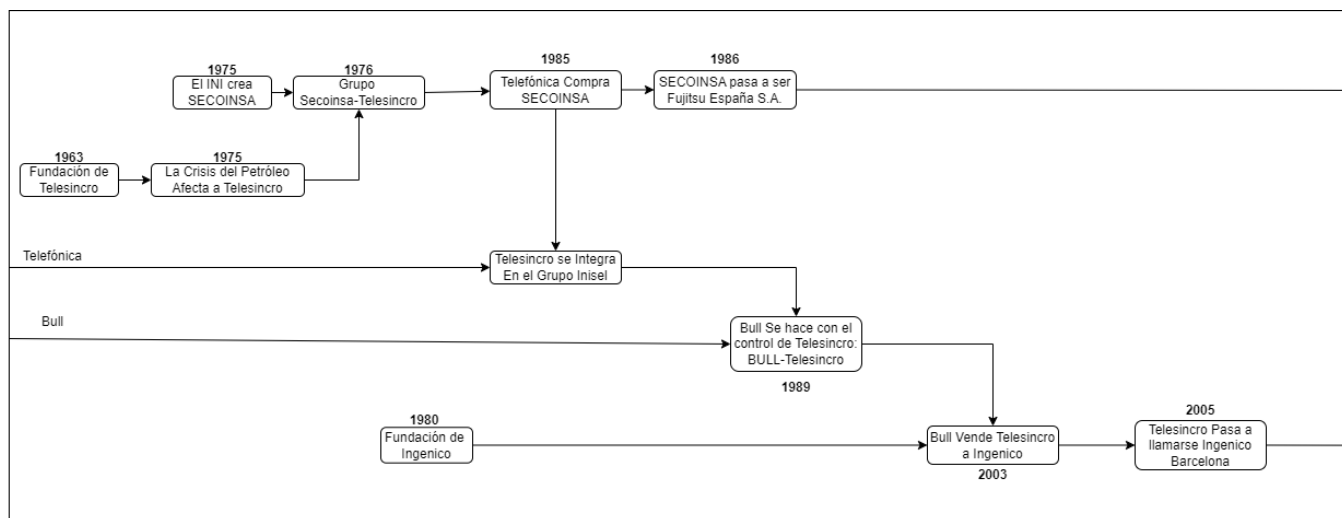 1975
El INI crea
SECOINSA
1976
Grupo
Secoinsa-Telesincro
1985
Telefónica Compra
SECOINSA
1986
SECOINSA pasa a ser
Fujitsu España S.A.
1963
Fundación de
Telesincro
1975
La Crisis del Petróleo
Afecta a Telesincro
Telefónica
Telesincro se Integra
En el Grupo Inisel
Bull
Bull Se hace con el
control de Telesincro:
BULL-Telesincro
1989
1980
Fundación de
Ingenico
Bull Vende Telesincro
a Ingenico
2003
2005
Telesincro Pasa a
llamarse Ingenico
Barcelona